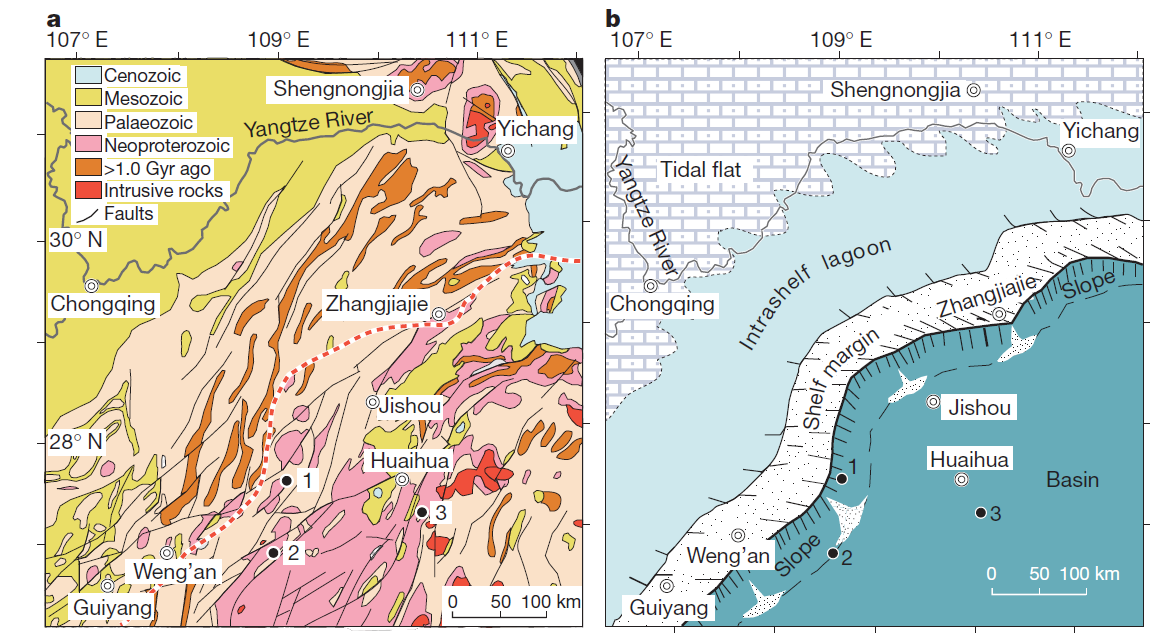 a
107° E
109° E
111° E
Cenozoic
Mesozoic
Palaeozoic
Neoproterozoic
>1.0 Gyr ago
Intrusive rocks
Faults
Shengnongjia
Yangtze River
Yichang
30° N
Chongqing
Zhangjiajie
Jishou
28° N
Huaihua
1
3
2
Weng'an
Guiyang
0 50 100 km
b
107° E
109° E
111° E
Shengnongjia
Yichang
Tidal flat
Yangtze River
Intrashelf lagoon
Chongqing
Zhangjiajie
Slope
Shelf margin
Jishou
Huaihua
1
Basin
3
Weng'an
Slope
2
0 50 100 km
Guiyang